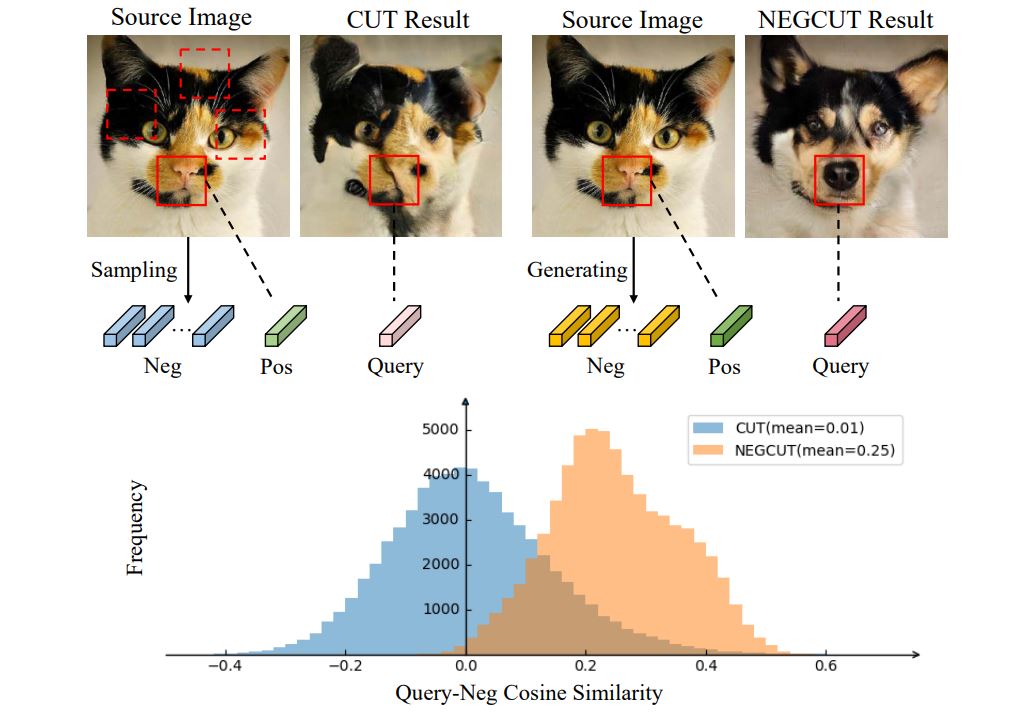 Source Image
CUT Result
Source Image
NEGCUT Result
Sampling
Generating
...
...
Neg
Pos
Query
Neg
Pos
Query
5000
4000
3000
2000
1000
Frequency
CUT(mean=0.01)
NEGCUT(mean=0.25)
−0.4
−0.2
0.0
0.2
0.4
0.6
Query-Neg Cosine Similarity